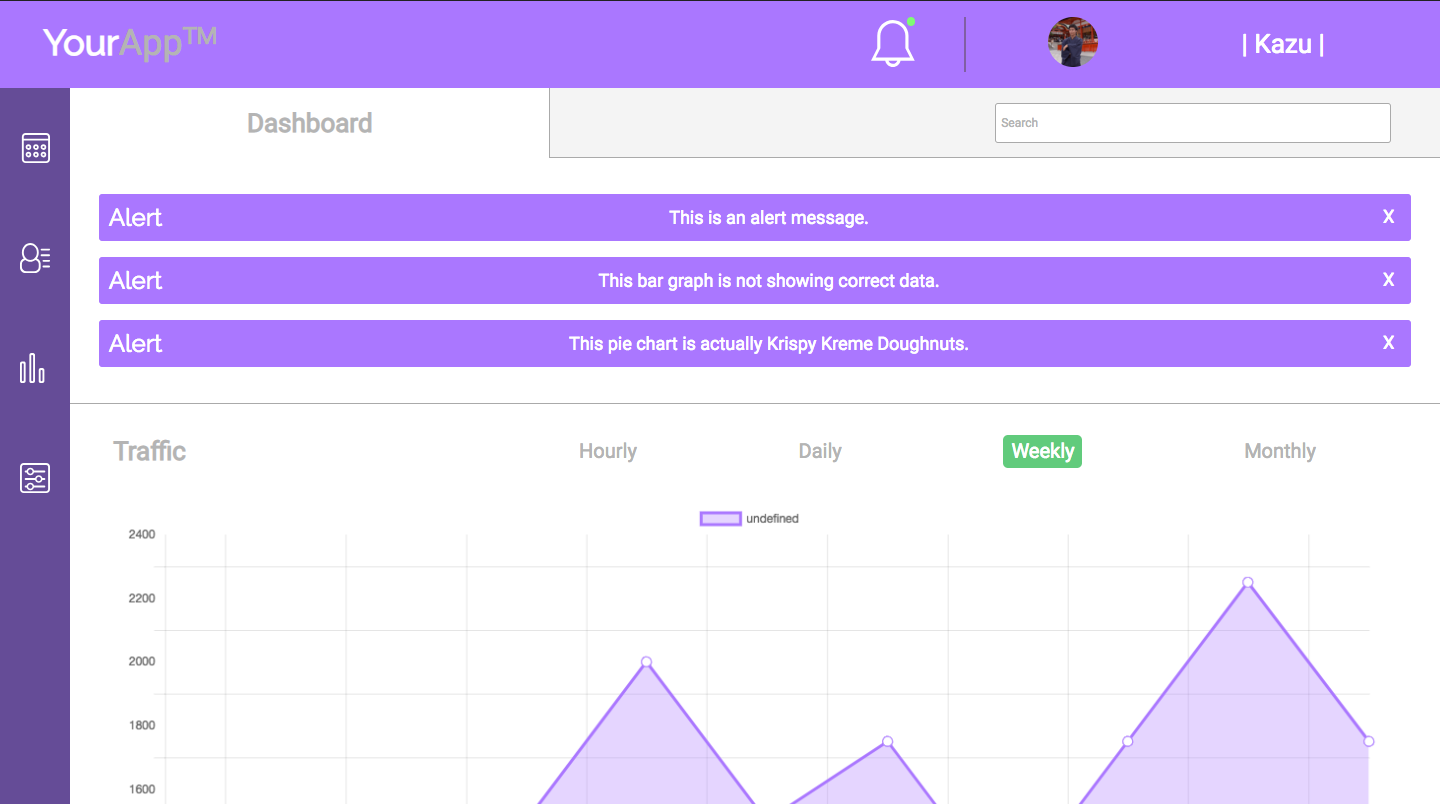 YourApp™
| Kazu |
Dashboard
Search
Alert This is an alert message. X
Alert This bar graph is not showing correct data. X
Alert This pie chart is actually Krispy Kreme Doughnuts. X
Traffic Hourly Daily Weekly Monthly
undefined
2400
2200
2000
1800
1600